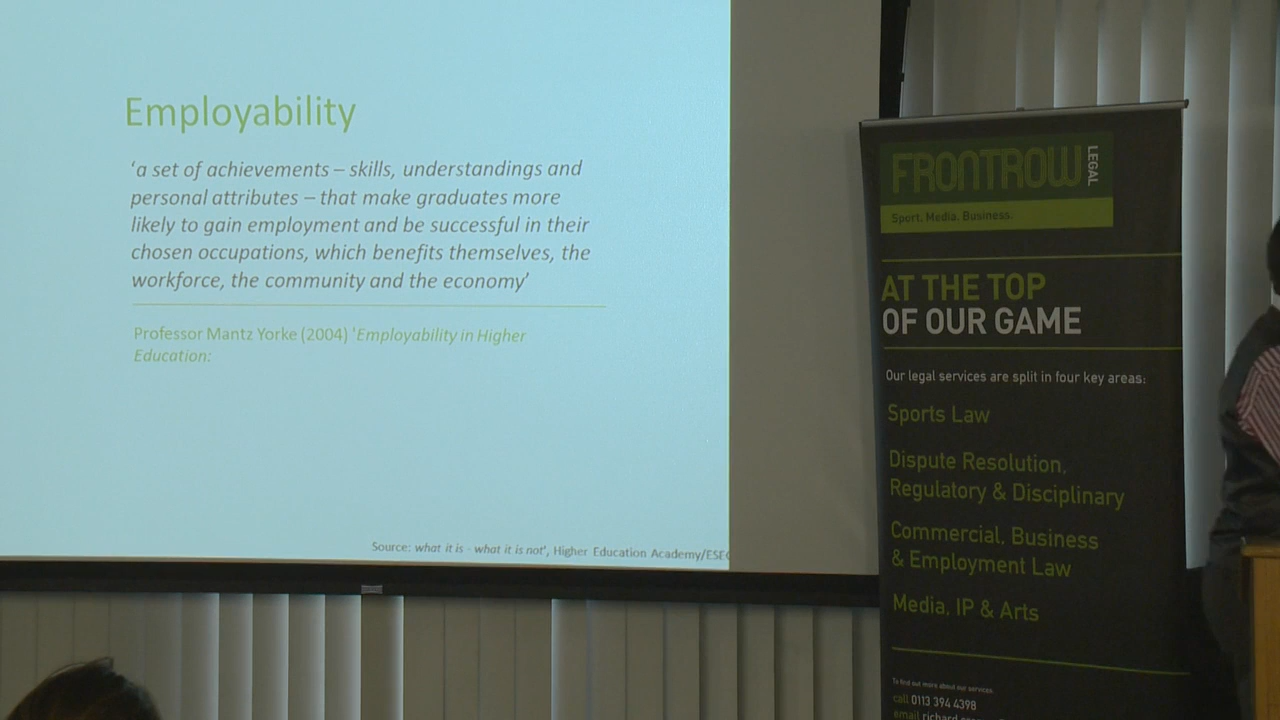 Employability
‘a set of achievements – skills, understandings and
personal attributes – that make graduates more
likely to gain employment and be successful in their
chosen occupations, which benefits themselves, the
workforce, the community and the economy’
Professor Mantz Yorke (2004) 'Employability in Higher
Education:
Source: what it is - what it is not', Higher Education Academy/ESEC
FRONTROW LEGAL
Sport. Media. Business.
AT THE TOP
OF OUR GAME
Our legal services are split in four key areas:
Sports Law
Dispute Resolution,
Regulatory & Disciplinary
Commercial, Business
& Employment Law
Media, IP & Arts
To find out more about our services.
call 0113 394 4398
email richard